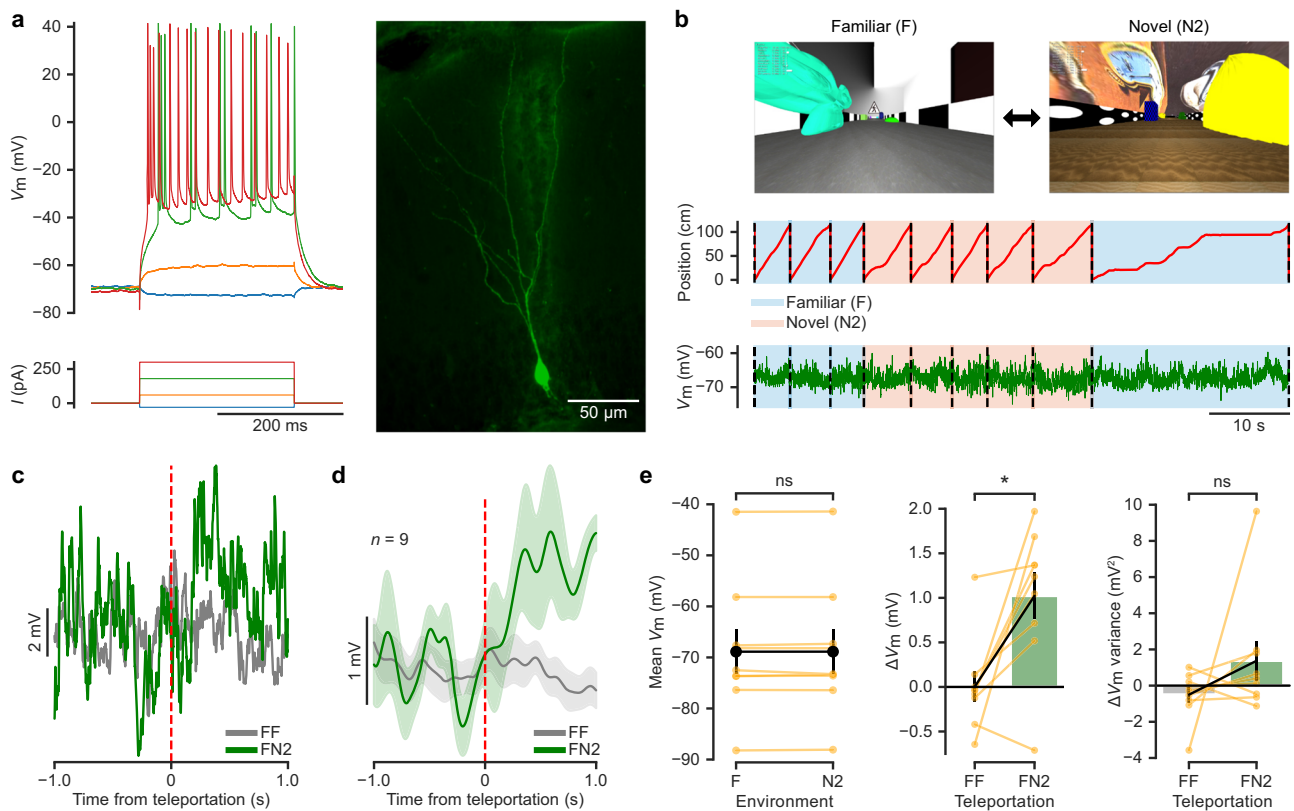 a
40
20
0
−20
−40
−60
−80
Vm (mV)
250
0
I (pA)
200 ms
50 µm
b
Familiar (F)
Novel (N2)
Position (cm)
100
50
0
Familiar (F)
Novel (N2)
Vm (mV)
−60
−70
10 s
c
2 mV
FF
FN2
−1.0
0
1.0
Time from teleportation (s)
d
n = 9
1 mV
FF
FN2
−1.0
0
1.0
Time from teleportation (s)
e
ns
Mean Vm (mV)
−40
−50
−60
−70
−80
−90
F
N2
Environment
*
ΔVm (mV)
2.0
1.5
1.0
0.5
0.0
−0.5
FF
FN2
Teleportation
ns
ΔVm variance (mV²)
10
8
6
4
2
0
−2
−4
FF
FN2
Teleportation